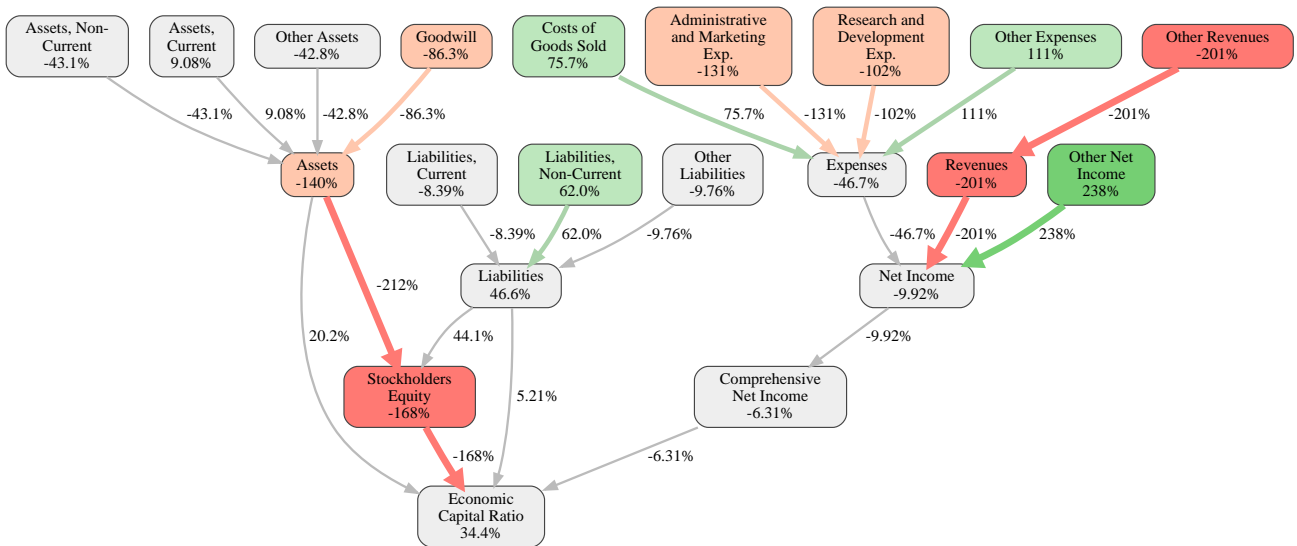 Assets, Non-
Current
-43.1%
Assets,
Current
9.08%
Other Assets
-42.8%
Goodwill
-86.3%
Costs of
Goods Sold
75.7%
Administrative
and Marketing
Exp.
-131%
Research and
Development
Exp.
-102%
Other Expenses
111%
Other Revenues
-201%
-43.1%
9.08%
-42.8%
-86.3%
75.7%
-131%
-102%
111%
-201%
Assets
-140%
Liabilities,
Current
-8.39%
Liabilities,
Non-Current
62.0%
Other
Liabilities
-9.76%
Expenses
-46.7%
Revenues
-201%
Other Net
Income
238%
-8.39%
62.0%
-9.76%
-46.7%
-201%
238%
-212%
Liabilities
46.6%
Net Income
-9.92%
20.2%
44.1%
-9.92%
Stockholders
Equity
-168%
5.21%
Comprehensive
Net Income
-6.31%
-168%
-6.31%
Economic
Capital Ratio
34.4%